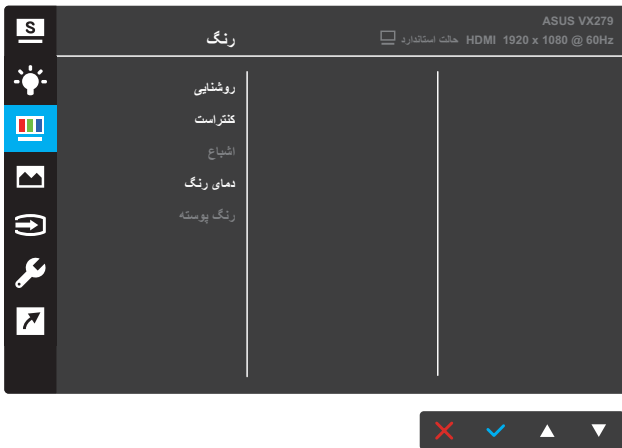 S
ASUS VX279
رنگ
حالت استاندارد HDMI 1920 x 1080 @ 60Hz
روشنایی
کنتراست
اشباع
دمای رنگ
رنگ پوسته